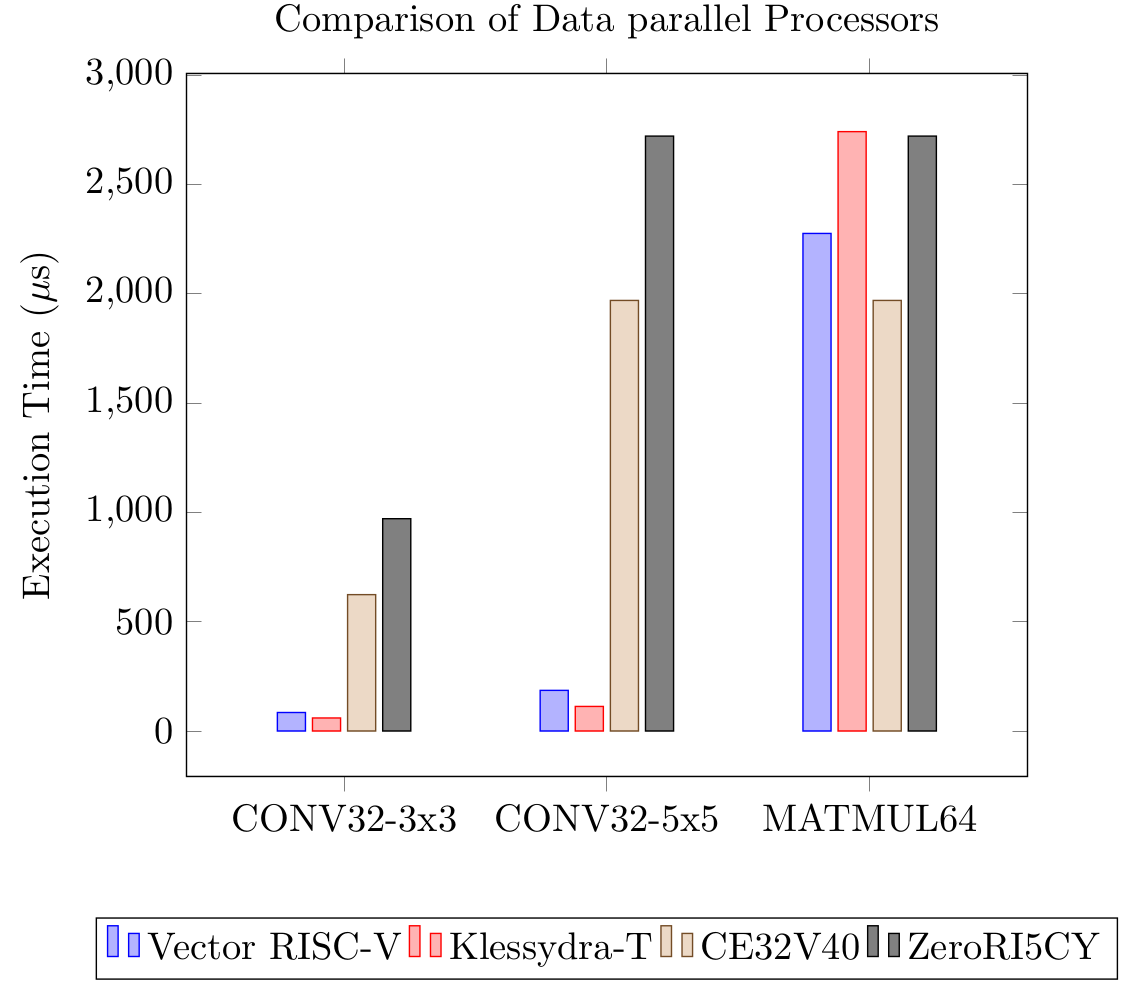 Comparison of Data parallel Processors
3,000
2,500
2,000
1,500
1,000
500
0
Execution Time (μs)
CONV32-3x3 CONV32-5x5 MATMUL64
Vector RISC-V Klessydra-T CE32V40 ZeroRI5CY